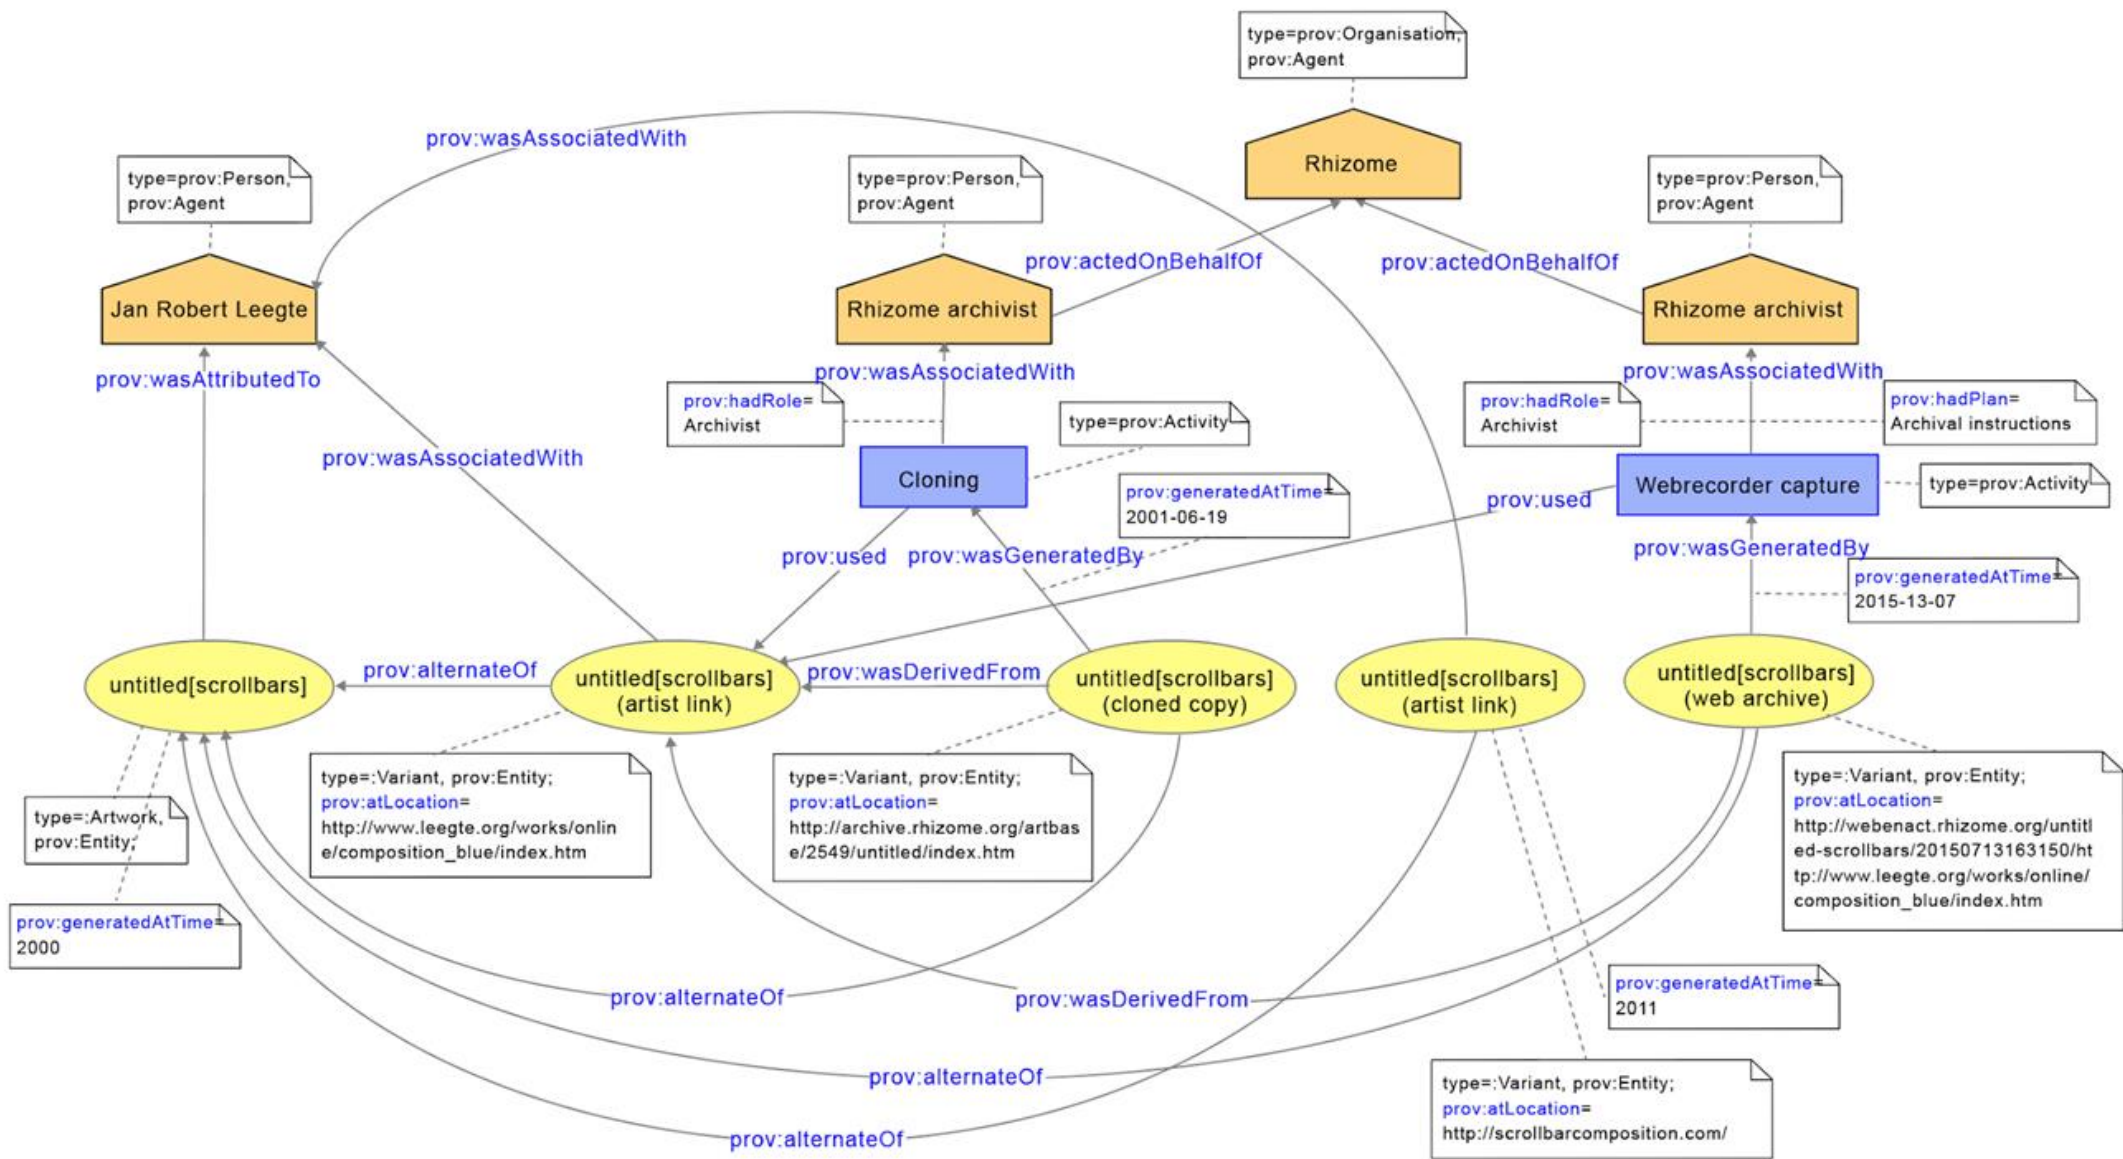 type=prov:Organisation,
prov:Agent
Rhizome
prov:wasAssociatedWith
type=prov:Person,
prov:Agent
type=prov:Person,
prov:Agent
type=prov:Person,
prov:Agent
prov:actedOnBehalfOf
prov:actedOnBehalfOf
Jan Robert Leegte
Rhizome archivist
Rhizome archivist
prov:wasAttributedTo
prov:wasAssociatedWith
prov:wasAssociatedWith
prov:hadRole=
Archivist
type=prov:Activity
prov:hadRole=
Archivist
prov:hadPlan=
Archival instructions
prov:wasAssociatedWith
Cloning
prov:generatedAtTime=
2001-06-19
prov:used
Webrecorder capture
type=prov:Activity
prov:used
prov:wasGeneratedBy
prov:wasGeneratedBy
prov:generatedAtTime=
2015-13-07
untitled[scrollbars]
prov:alternateOf
untitled[scrollbars]
(artist link)
prov:wasDerivedFrom
untitled[scrollbars]
(cloned copy)
untitled[scrollbars]
(artist link)
untitled[scrollbars]
(web archive)
type=:Artwork,
prov:Entity;
prov:generatedAtTime=
2000
type=:Variant, prov:Entity;
prov:atLocation=
http://www.leegte.org/works/onlin
e/composition_blue/index.htm
type=:Variant, prov:Entity;
prov:atLocation=
http://archive.rhizome.org/artbas
e/2549/untitled/index.htm
type=:Variant, prov:Entity;
prov:atLocation=
http://webenact.rhizome.org/untitl
ed-scrollbars/20150713163150/ht
tp://www.leegte.org/works/online/
composition_blue/index.htm
prov:alternateOf
prov:wasDerivedFrom
prov:generatedAtTime=
2011
prov:alternateOf
type=:Variant, prov:Entity;
prov:atLocation=
http://scrollbarcomposition.com/
prov:alternateOf